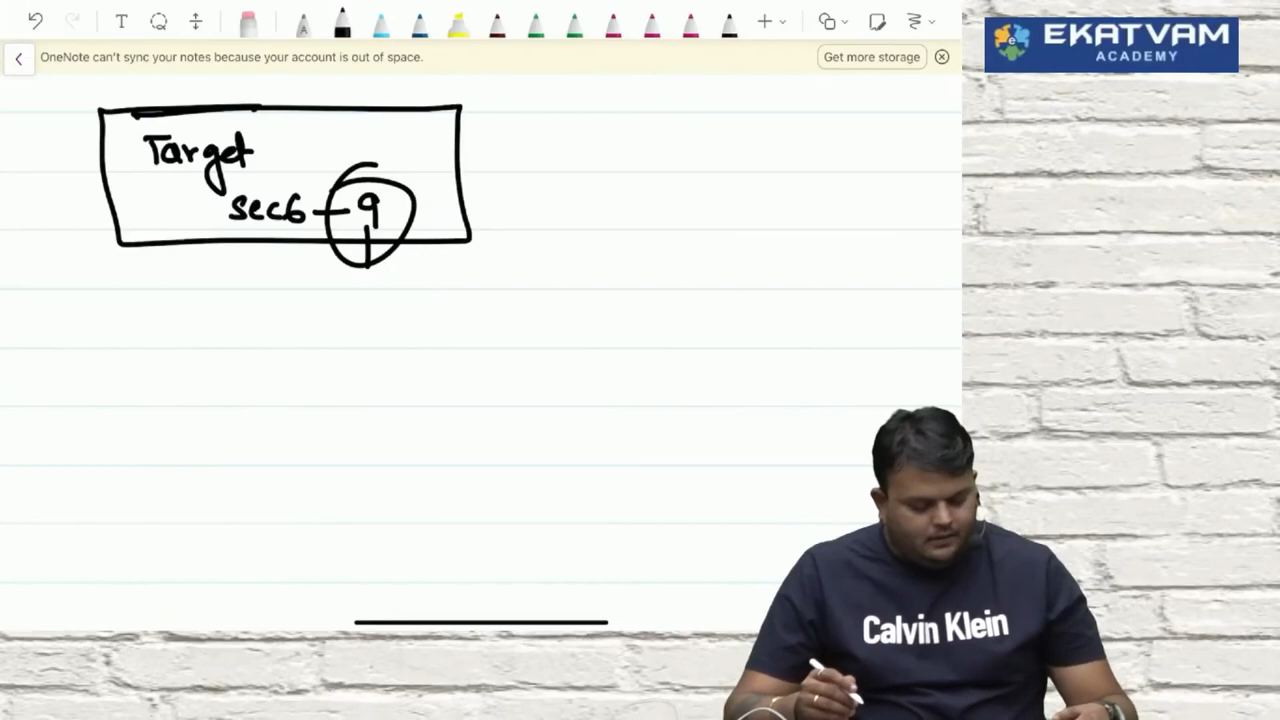 EKATVAM
ACADEMY
OneNote can't sync your notes because your account is out of space.
Get more storage
Target
sec6 – 9
Calvin Klein